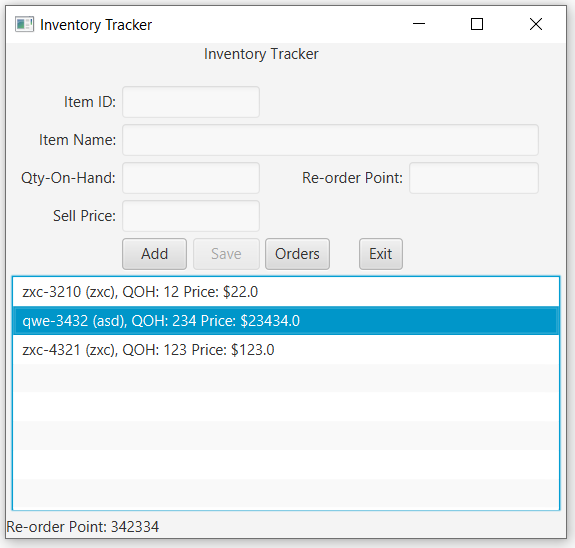 Inventory Tracker
Inventory Tracker
Item ID:
Item Name:
Qty-On-Hand: Re-order Point:
Sell Price:
Add Save Orders Exit
zxc-3210 (zxc), QOH: 12 Price: $22.0
qwe-3432 (asd), QOH: 234 Price: $23434.0
zxc-4321 (zxc), QOH: 123 Price: $123.0
Re-order Point: 342334